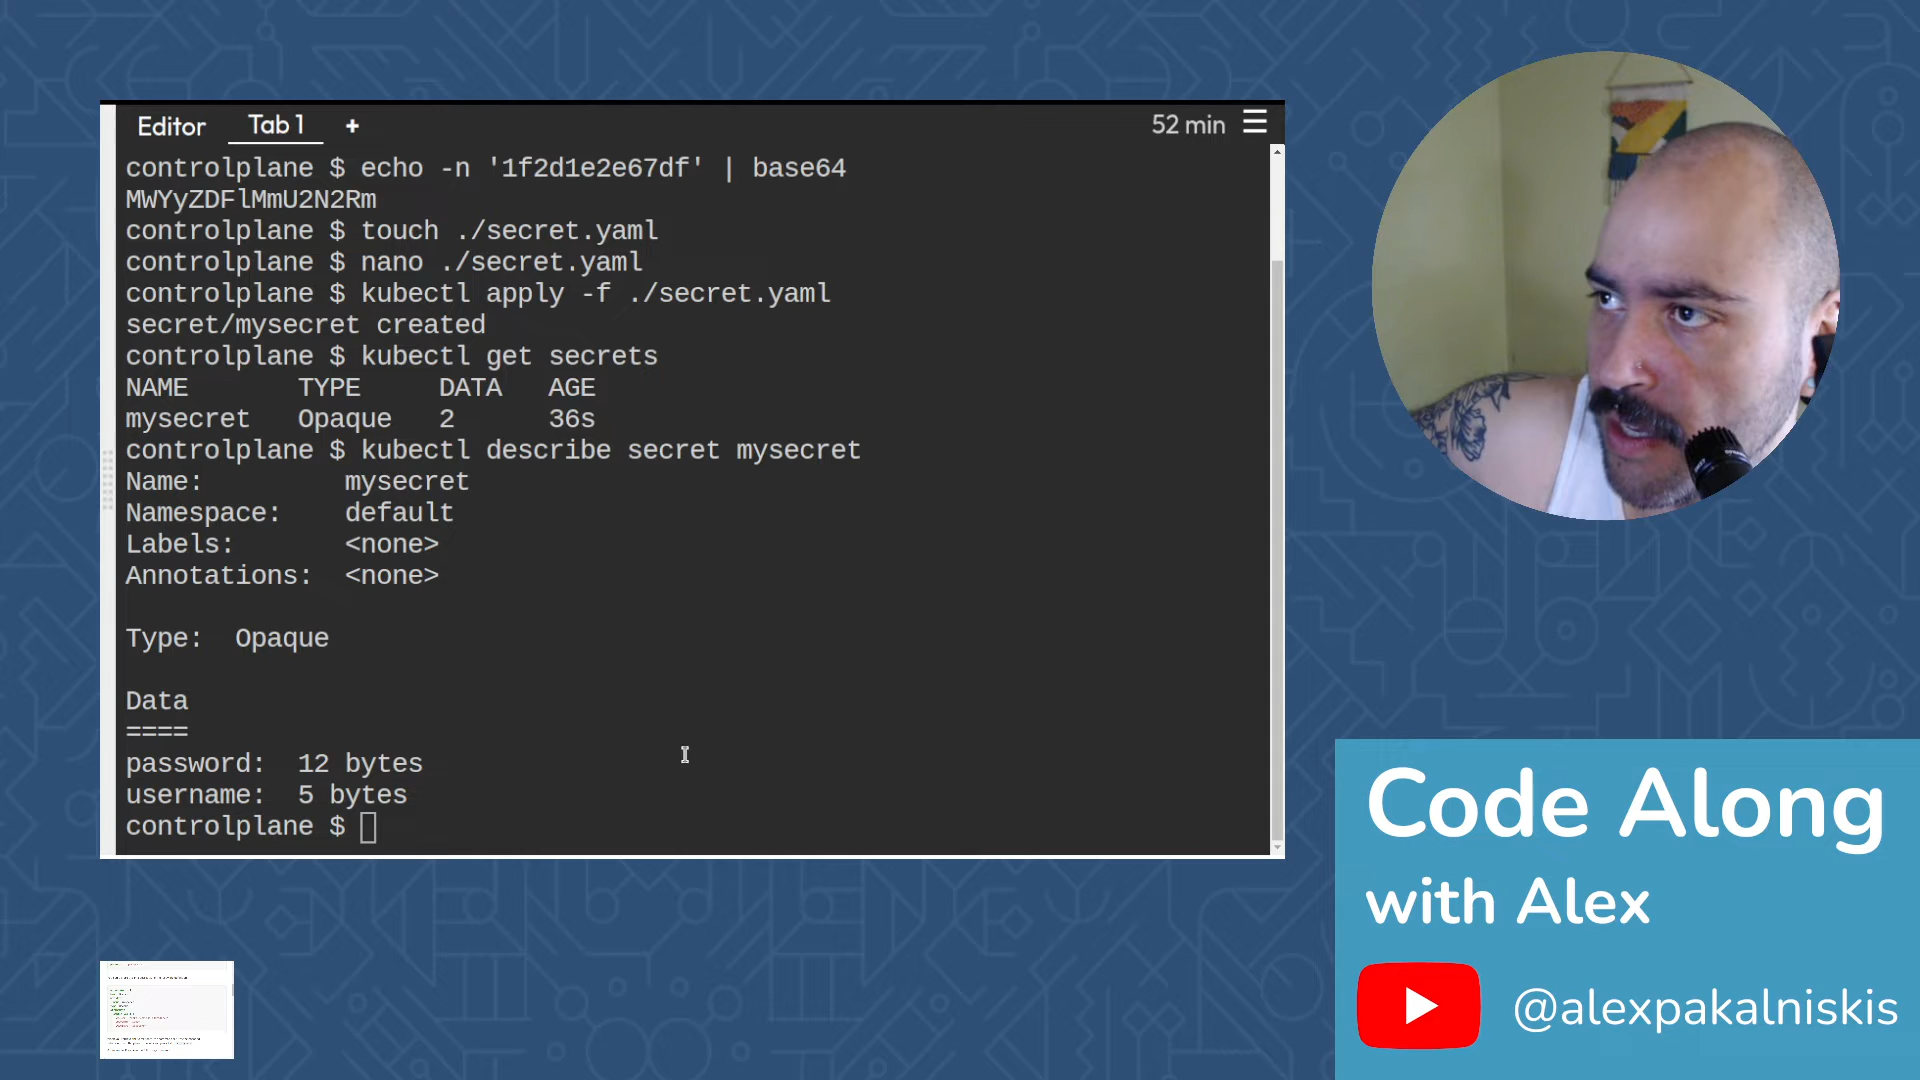 Editor Tab 1 + 52 min
controlplane $ echo -n '1f2d1e2e67df' | base64
MWYyZDFlMmU2N2Rm
controlplane $ touch ./secret.yaml
controlplane $ nano ./secret.yaml
controlplane $ kubectl apply -f ./secret.yaml
secret/mysecret created
controlplane $ kubectl get secrets
NAME TYPE DATA AGE
mysecret Opaque 2 36s
controlplane $ kubectl describe secret mysecret
Name: mysecret
Namespace: default
Labels: <none>
Annotations: <none>
Type: Opaque
Data
====
password: 12 bytes
username: 5 bytes
controlplane $
Code Along
with Alex
@alexpakalniskis